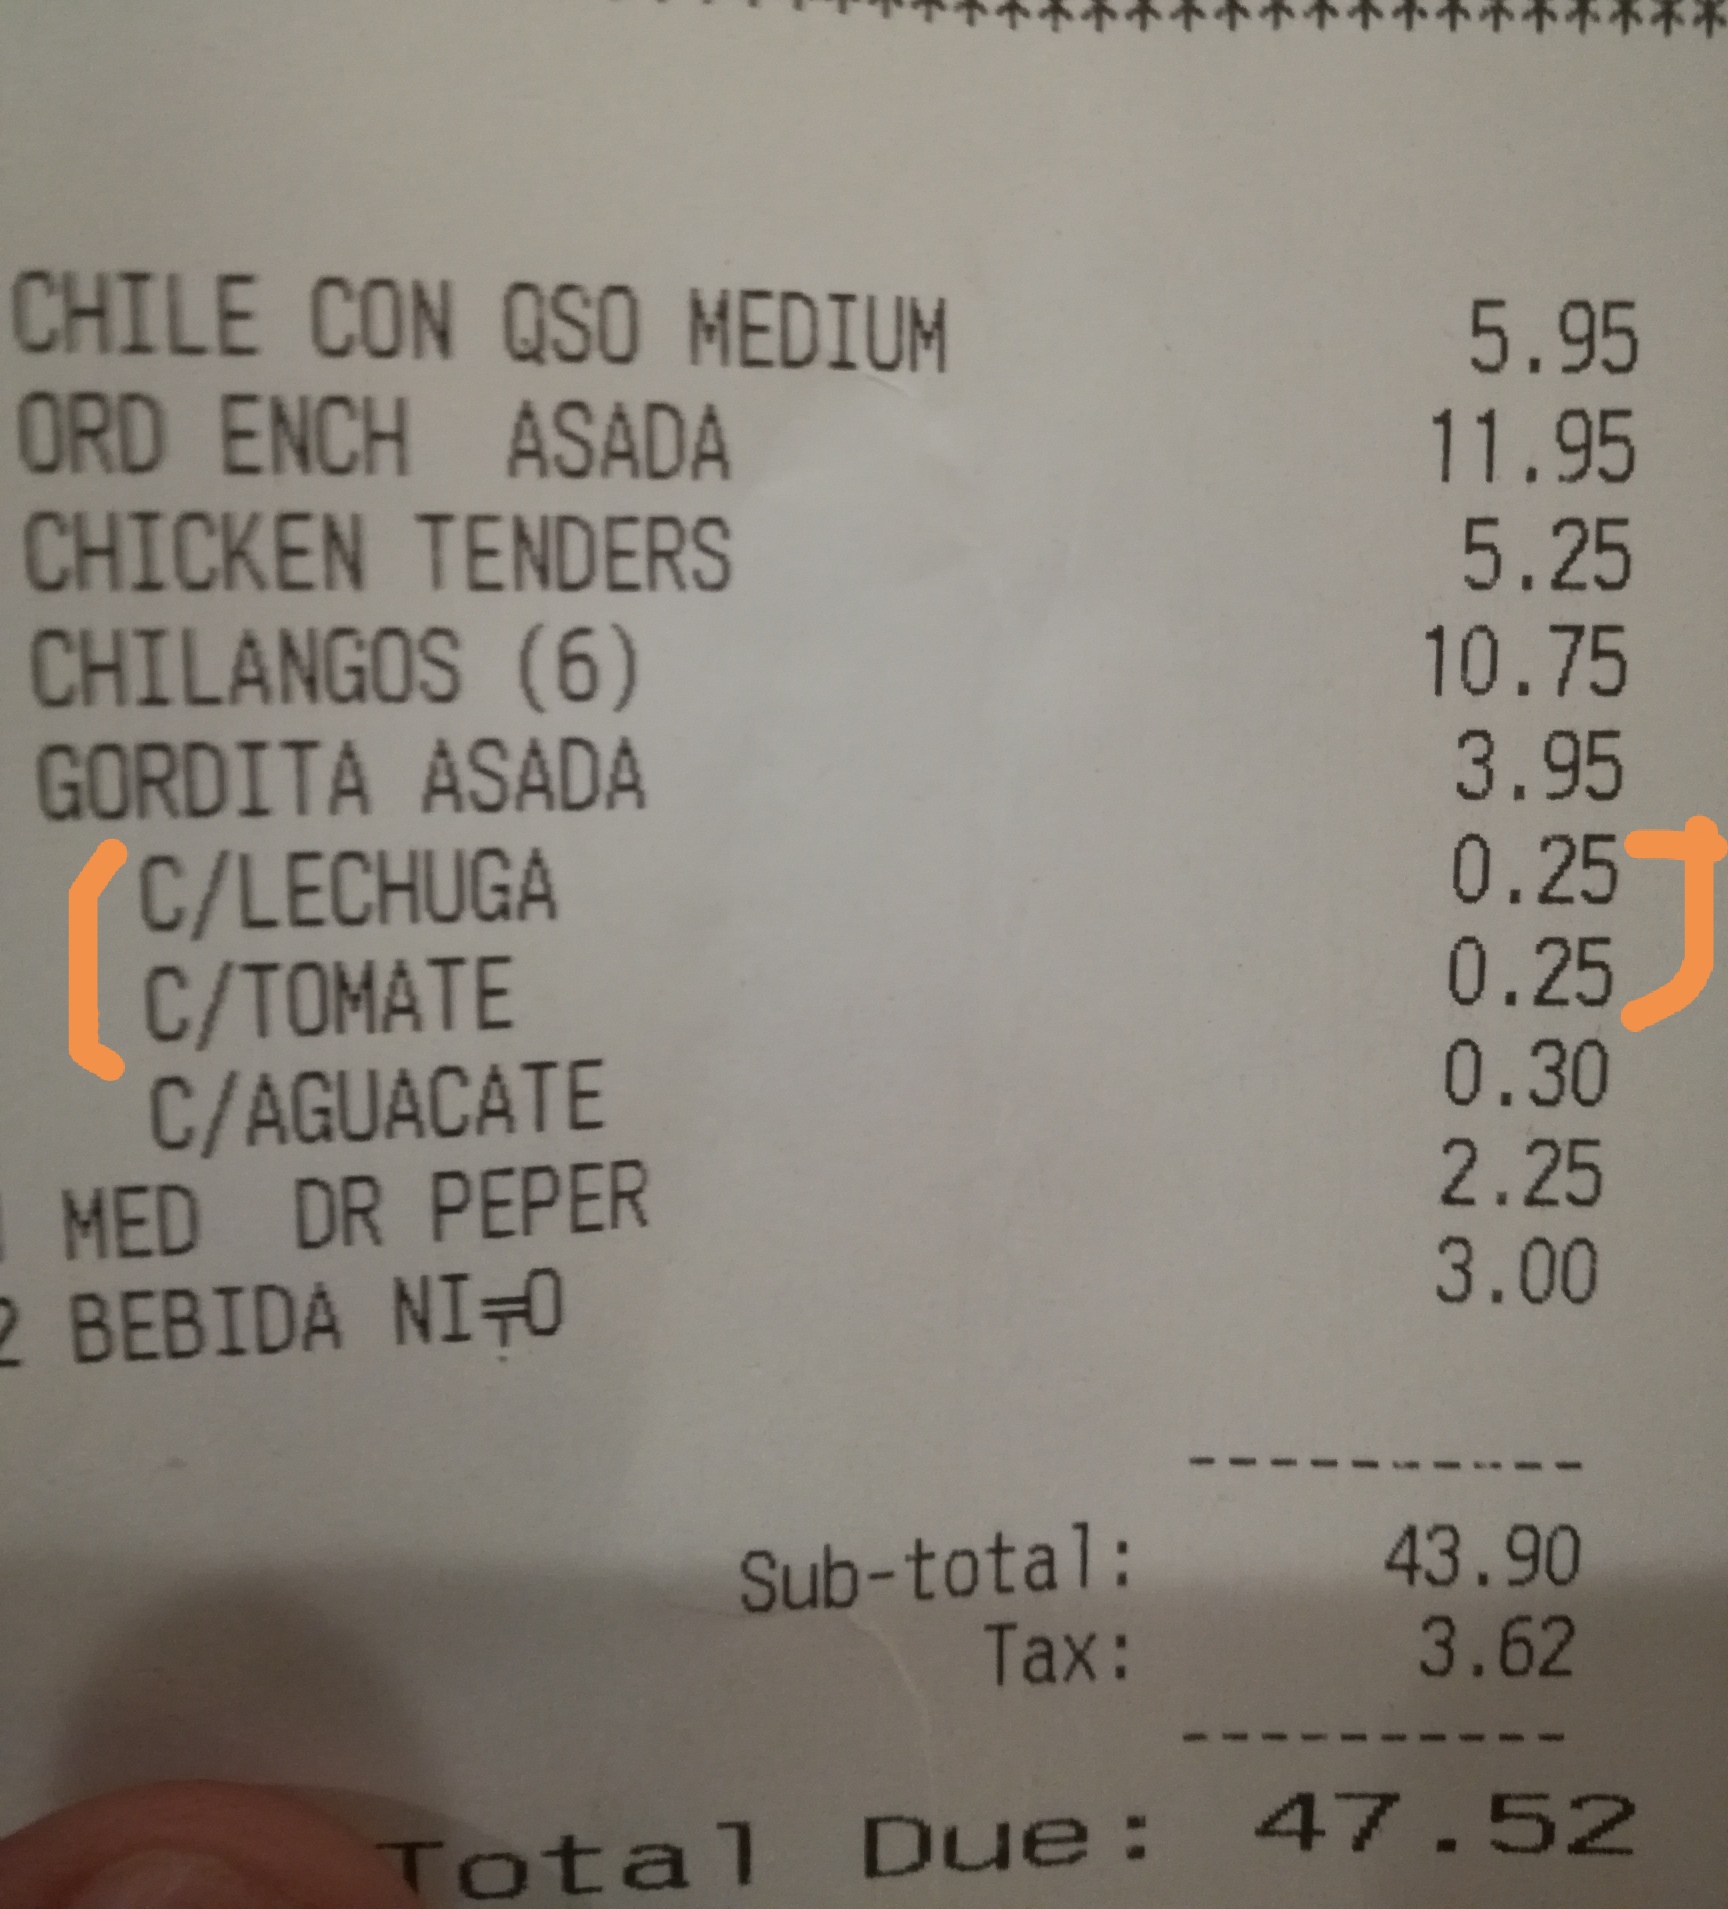 **************************
CHILE CON QSO MEDIUM 5.95
ORD ENCH ASADA 11.95
CHICKEN TENDERS 5.25
CHILANGOS (6) 10.75
GORDITA ASADA 3.95
C/LECHUGA 0.25
C/TOMATE 0.25
C/AGUACATE 0.30
MED DR PEPER 2.25
2 BEBIDA NI╤O 3.00
----------
Sub-total: 43.90
Tax: 3.62
----------
Total Due: 47.52